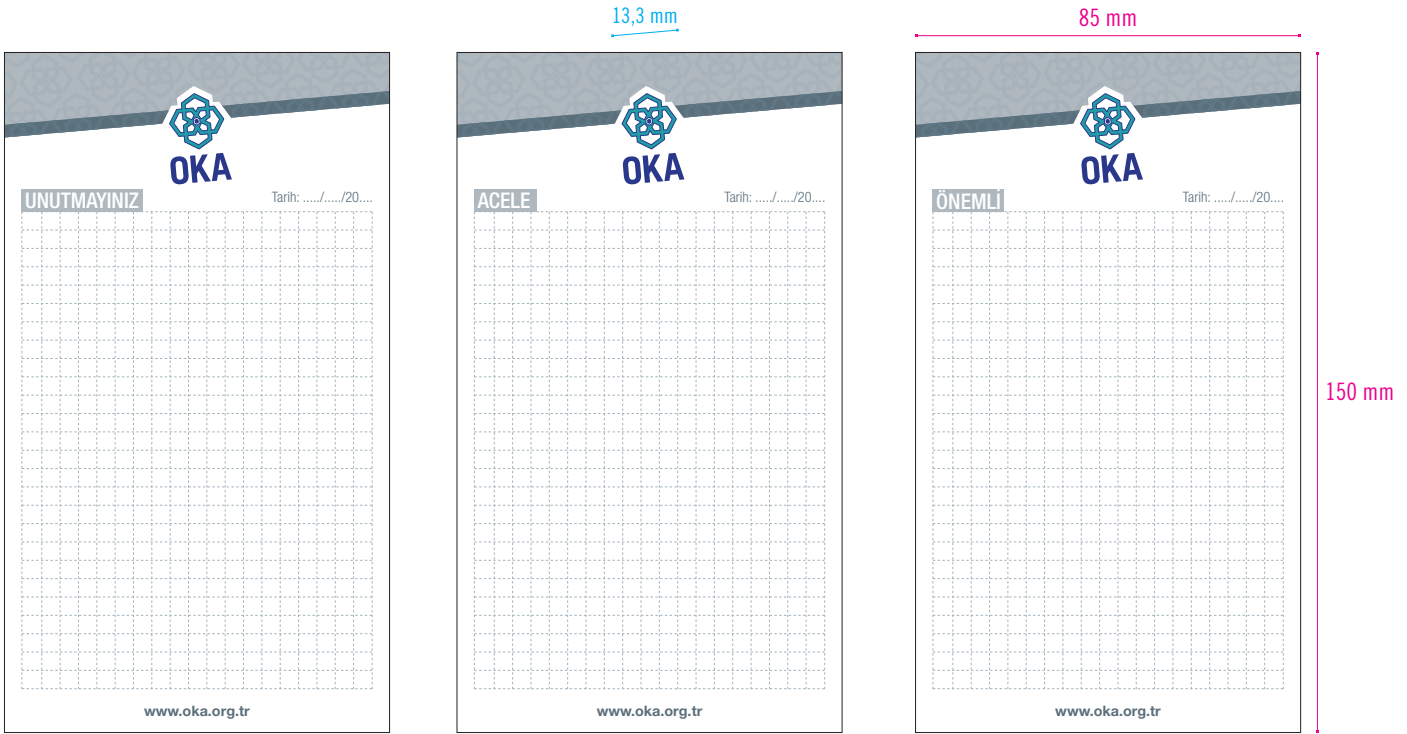 13,3 mm
85 mm
OKA
UNUTMAYINIZ
Tarih: ...../...../20....
www.oka.org.tr
OKA
ACELE
Tarih: ...../...../20....
www.oka.org.tr
OKA
ÖNEMLİ
Tarih: ...../...../20....
www.oka.org.tr
150 mm